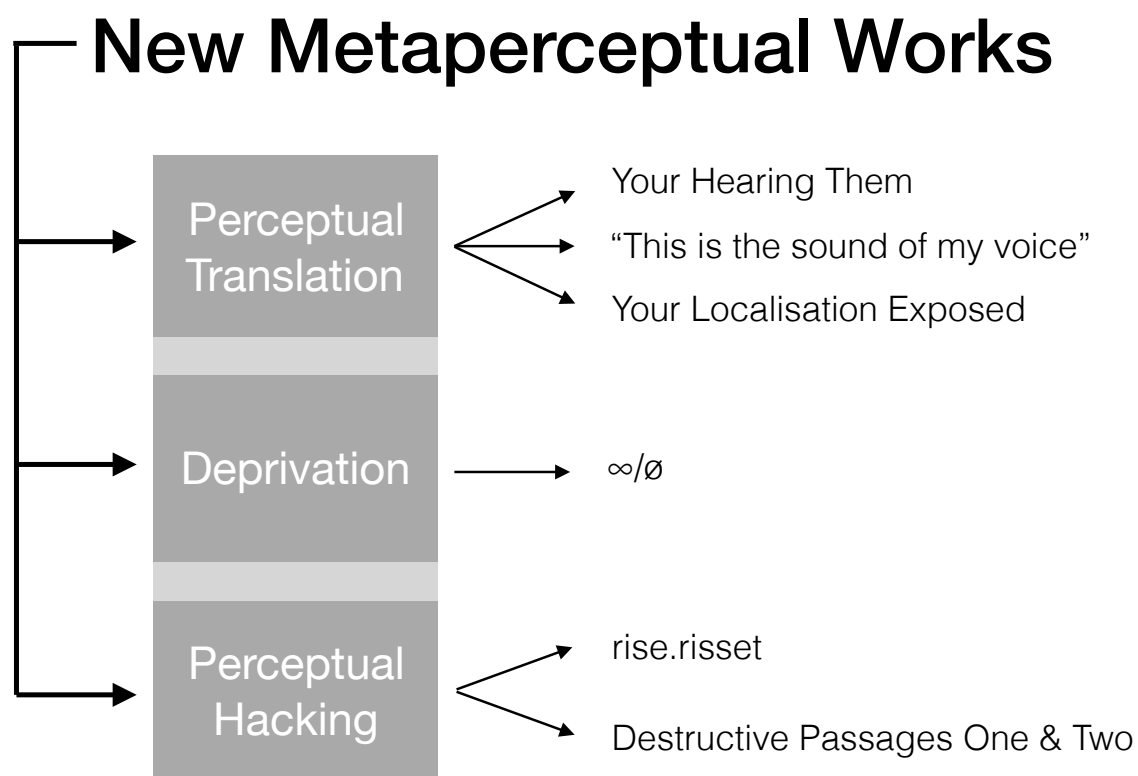 New Metaperceptual Works
Perceptual
Translation
Your Hearing Them
“This is the sound of my voice”
Your Localisation Exposed
Deprivation
∞/ø
Perceptual
Hacking
rise.risset
Destructive Passages One & Two